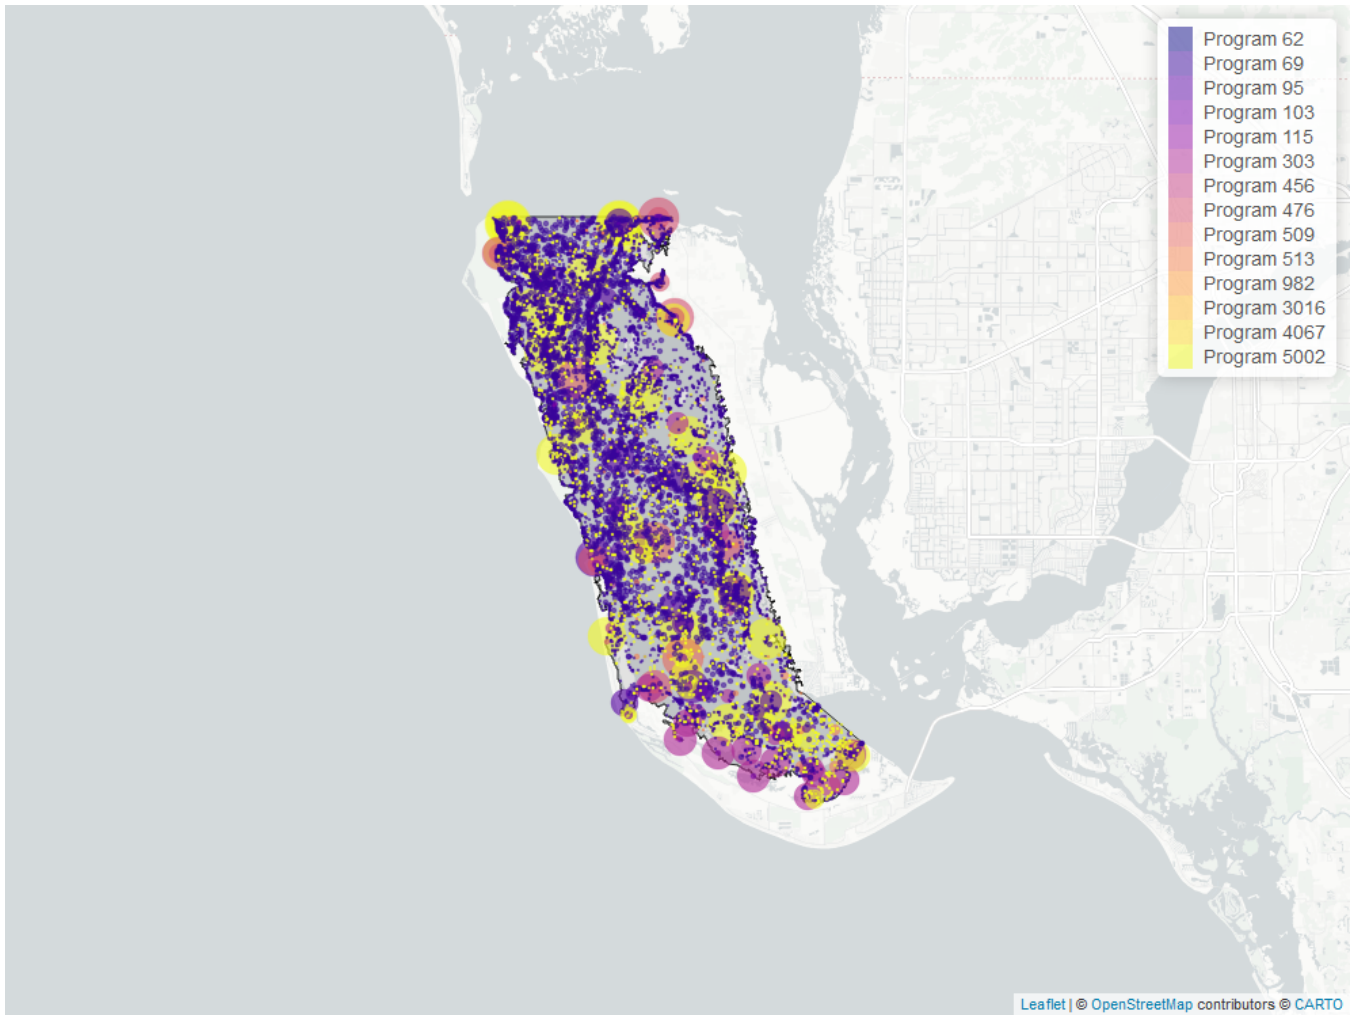 Program 62
Program 69
Program 95
Program 103
Program 115
Program 303
Program 456
Program 476
Program 509
Program 513
Program 982
Program 3016
Program 4067
Program 5002
Leaflet | © OpenStreetMap contributors © CARTO